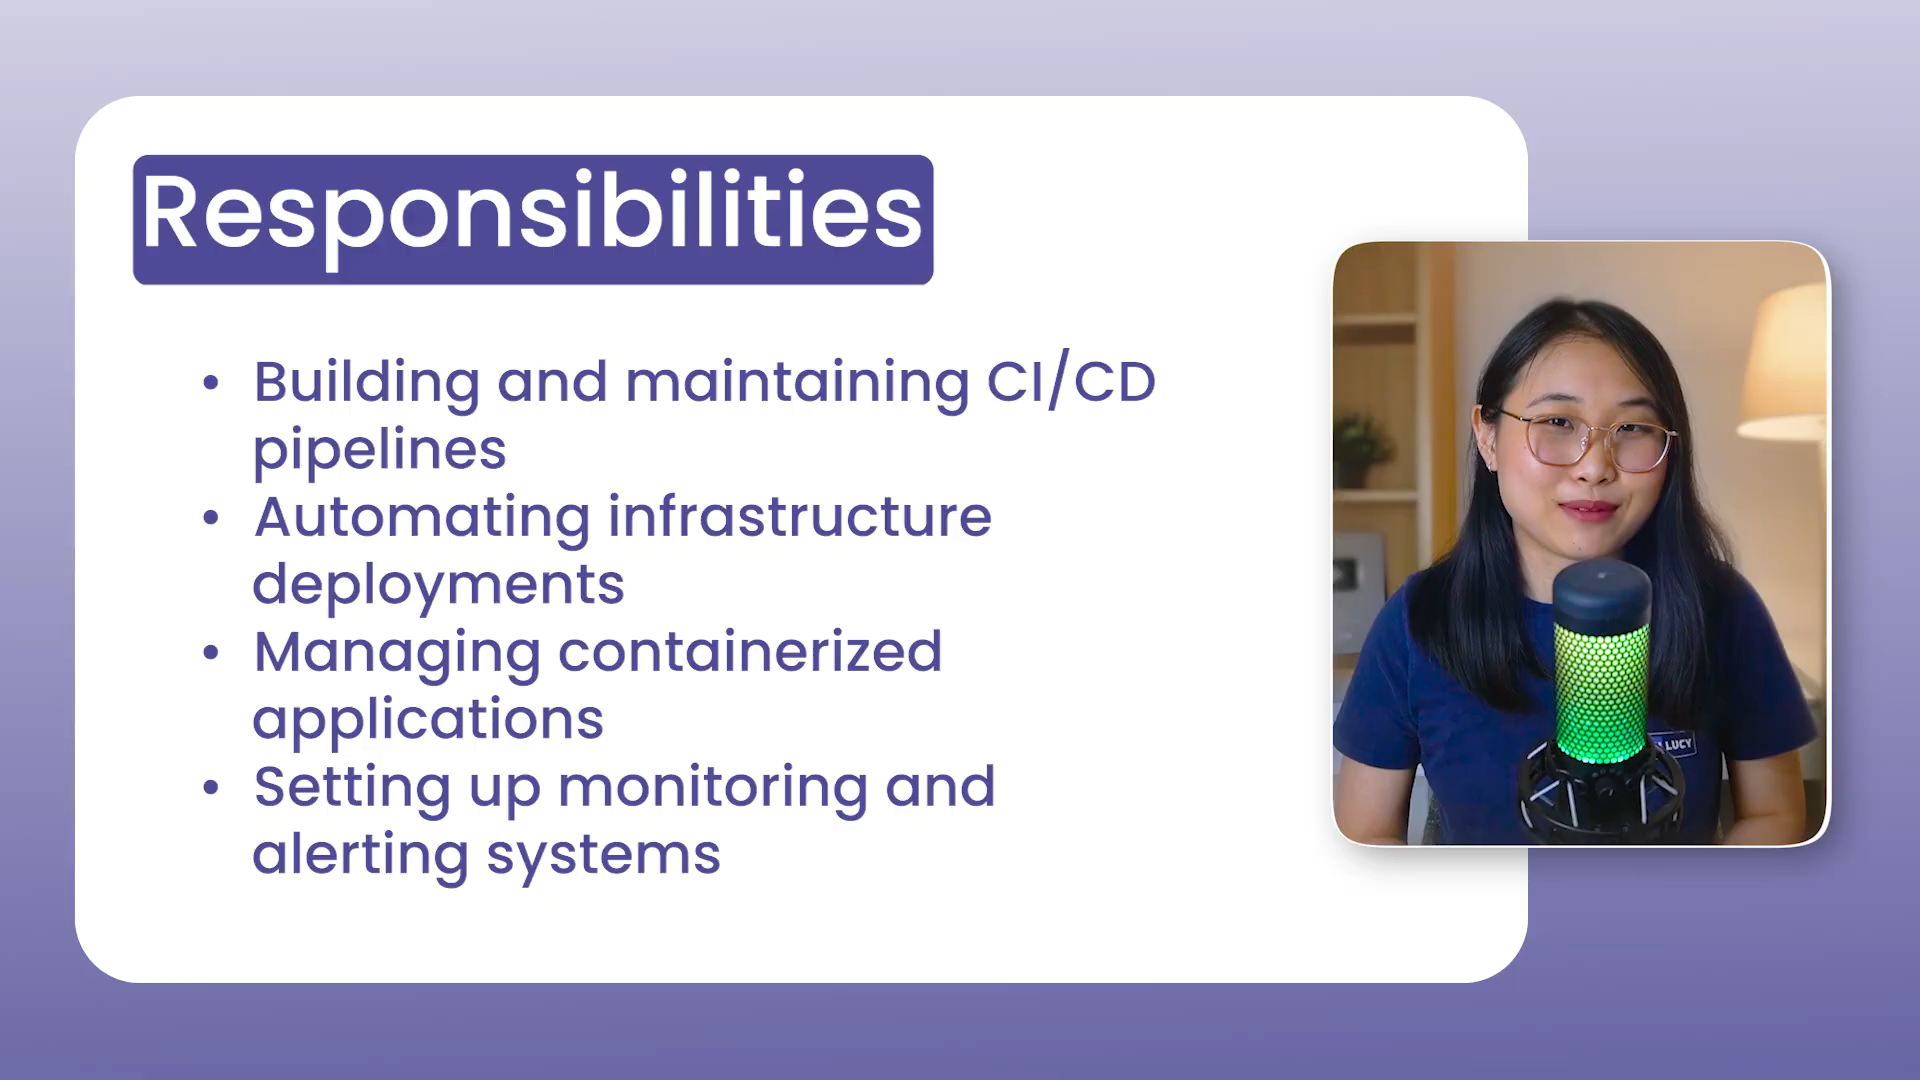 Responsibilities
• Building and maintaining CI/CD
pipelines
• Automating infrastructure
deployments
• Managing containerized
applications
• Setting up monitoring and
alerting systems
LUCY